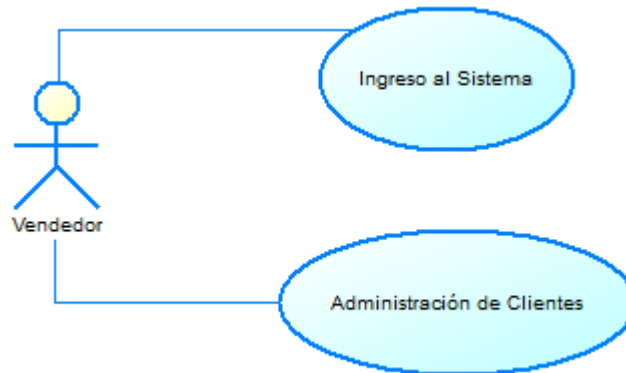 Ingreso al Sistema
Vendedor
Administración de Clientes